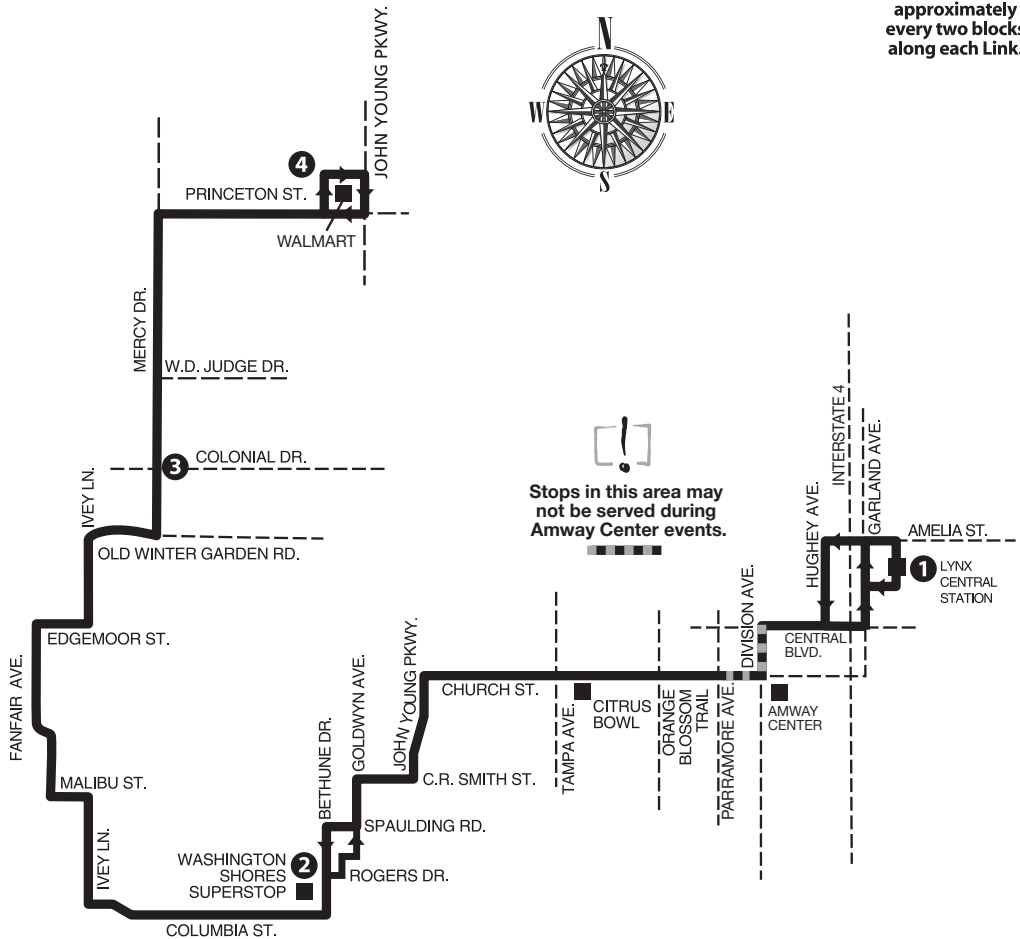 approximately
every two blocks
along each Link.
N
W
E
S
JOHN YOUNG PKWY.
4
PRINCETON ST.
WALMART
MERCY DR.
W.D. JUDGE DR.
3
COLONIAL DR.
IVEY LN.
OLD WINTER GARDEN RD.
!
Stops in this area may
not be served during
Amway Center events.
INTERSTATE 4
GARLAND AVE.
HUGHEY AVE.
AMELIA ST.
1
LYNX
CENTRAL
STATION
DIVISION AVE.
CENTRAL
BLVD.
EDGEMOOR ST.
FANFAIR AVE.
MALIBU ST.
IVEY LN.
BETHUNE DR.
GOLDWYN AVE.
JOHN YOUNG PKWY.
CHURCH ST.
TAMPA AVE.
CITRUS
BOWL
ORANGE
BLOSSOM
TRAIL
PARRAMORE AVE.
AMWAY
CENTER
C.R. SMITH ST.
SPAULDING RD.
2
WASHINGTON
SHORES
SUPERSTOP
ROGERS DR.
COLUMBIA ST.